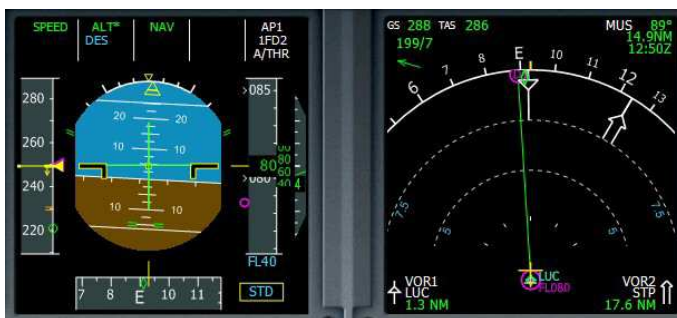 SPEED ALT* NAV AP1
DES 1FD2
A/THR
280
260
240
220
20 20
10 10
10 10
085
80
080
80
60
40
4
FL40
STD
7 8 E 10 11
GS 288 TAS 286 MUS 89°
199/7 14.9NM
12:50Z
6 8 E 10 11 12 13
7.5 7.5
5 5
LUC
FL080
VOR1 VOR2
LUC STP
1.3 NM 17.6 NM